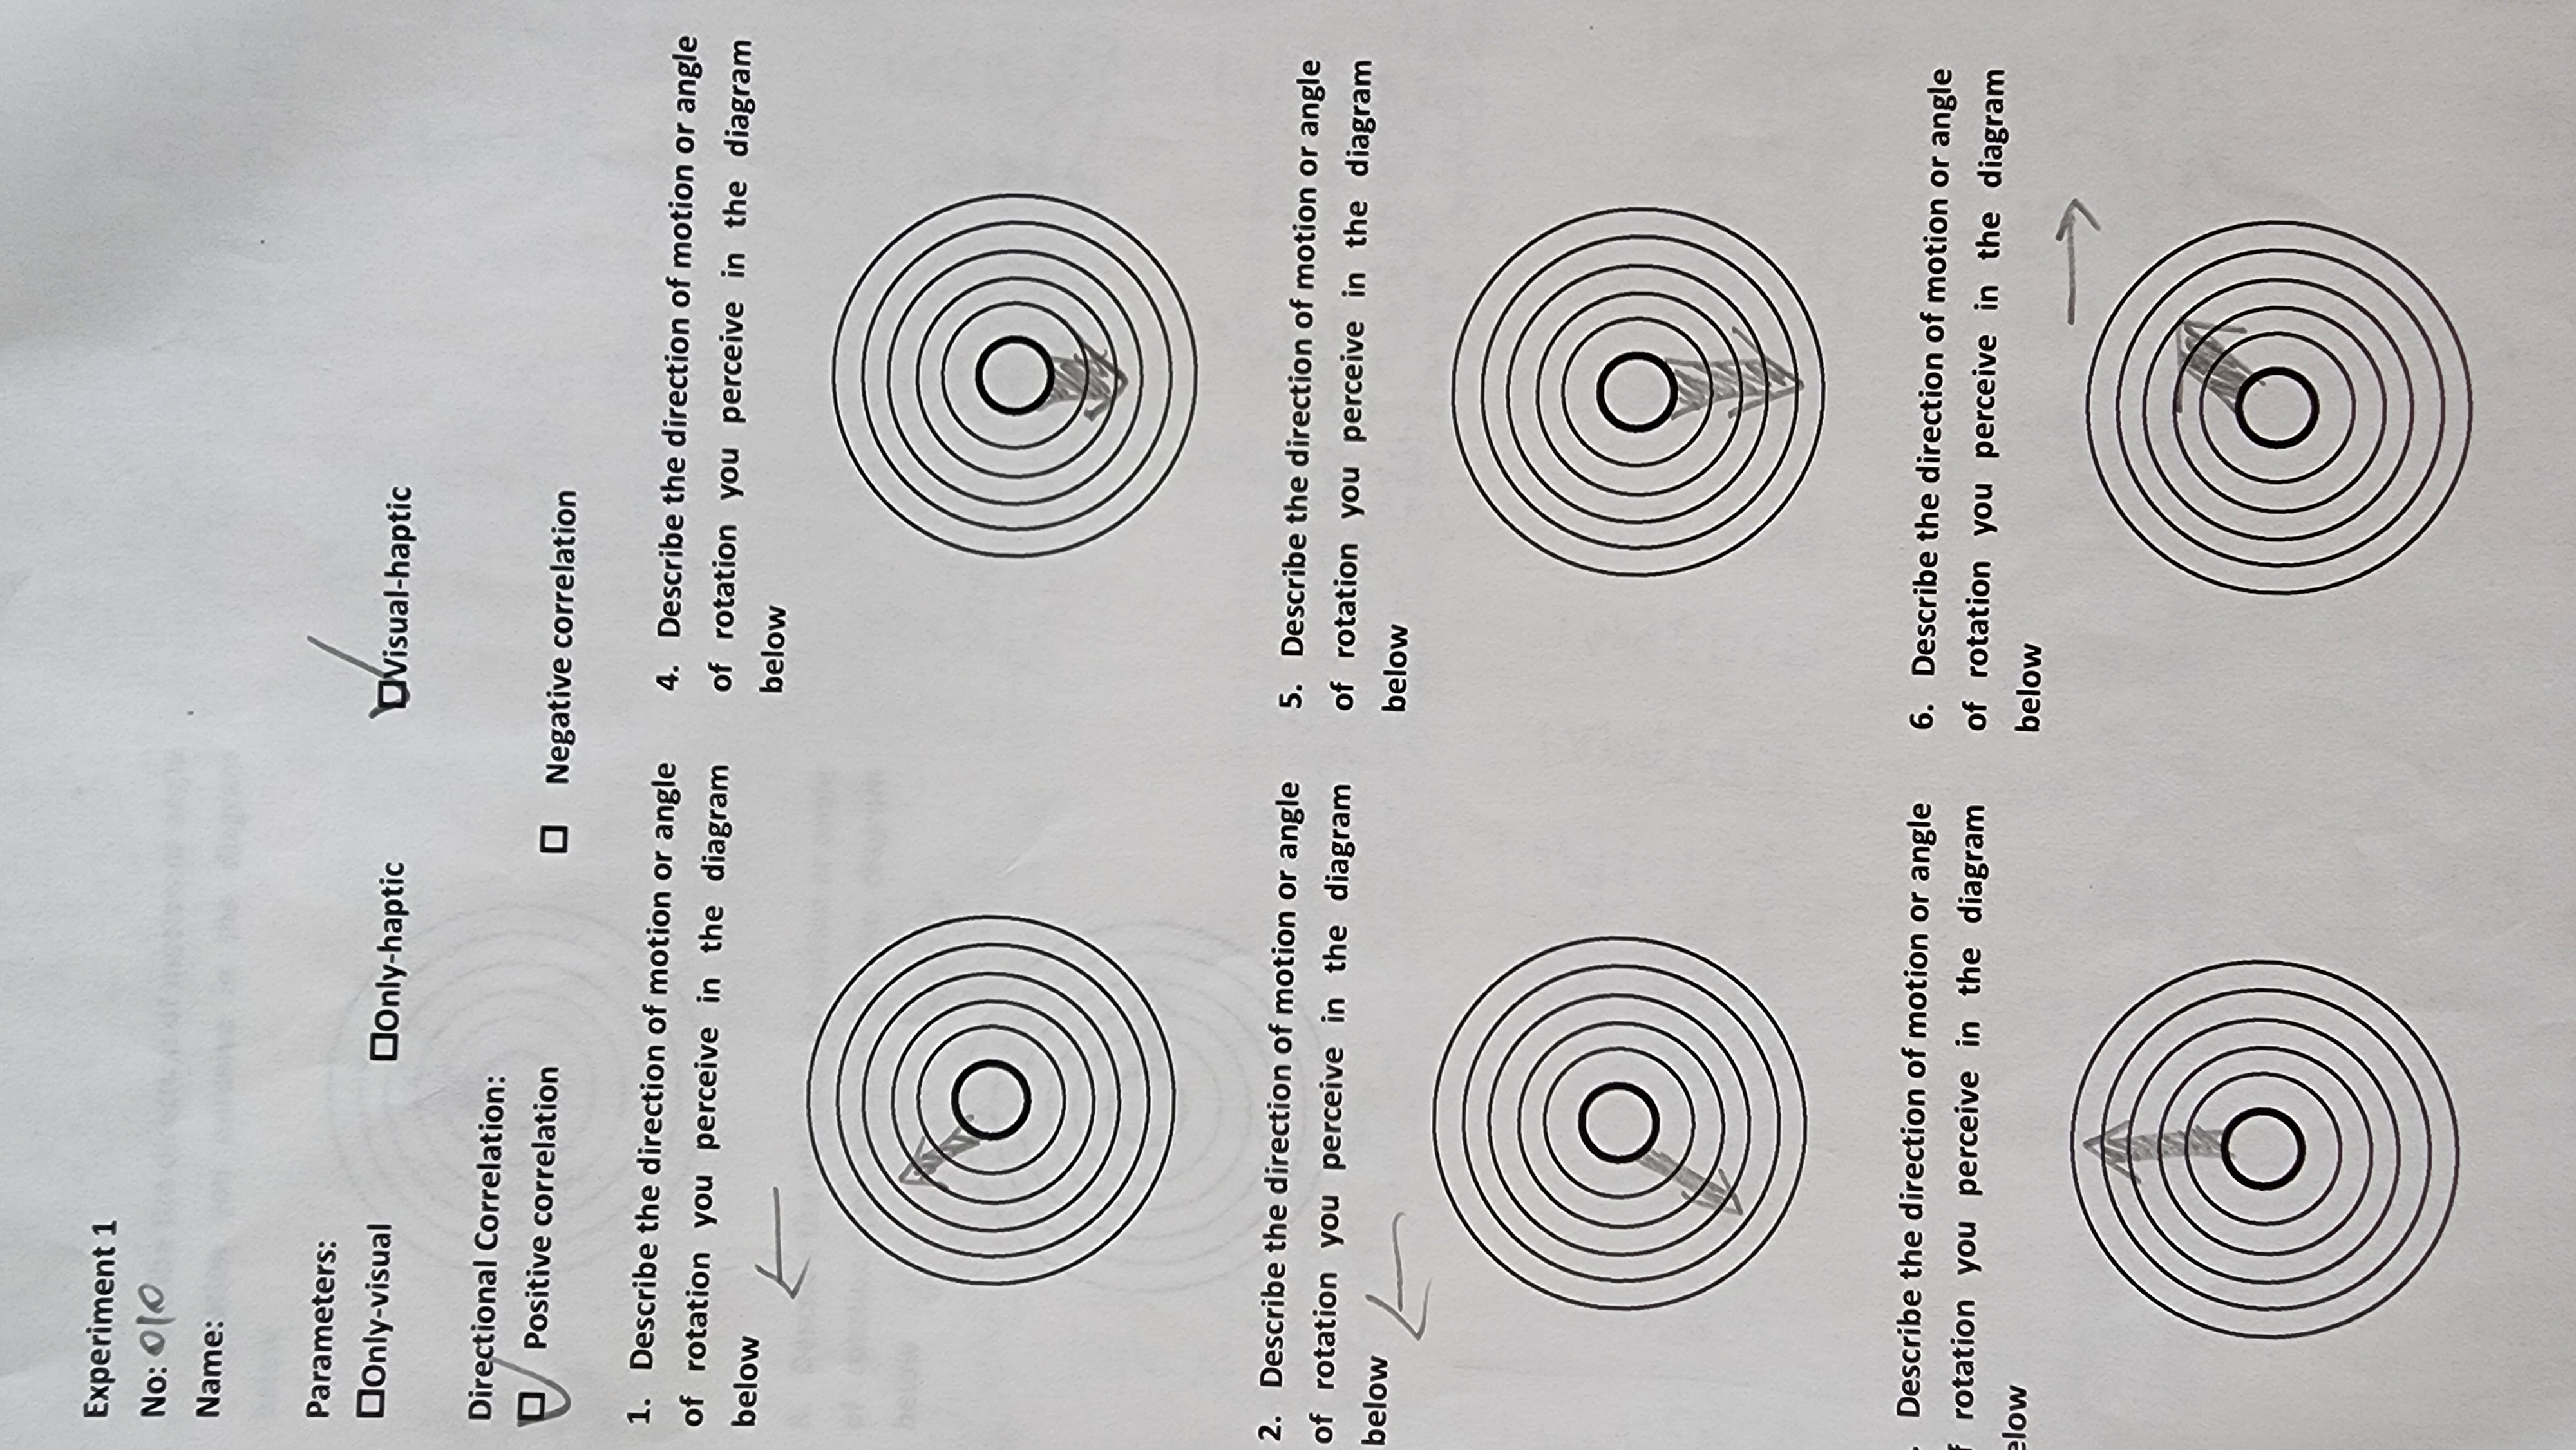 Experiment 1
No: 010
Name:
Parameters:
Only-visual Only-haptic Visual-haptic
Directional Correlation:
Positive correlation Negative correlation
1. Describe the direction of motion or angle
of rotation you perceive in the diagram
below
4. Describe the direction of motion or angle
of rotation you perceive in the diagram
below
2. Describe the direction of motion or angle
of rotation you perceive in the diagram
below
5. Describe the direction of motion or angle
of rotation you perceive in the diagram
below
. Describe the direction of motion or angle
f rotation you perceive in the diagram
elow
6. Describe the direction of motion or angle
of rotation you perceive in the diagram
below